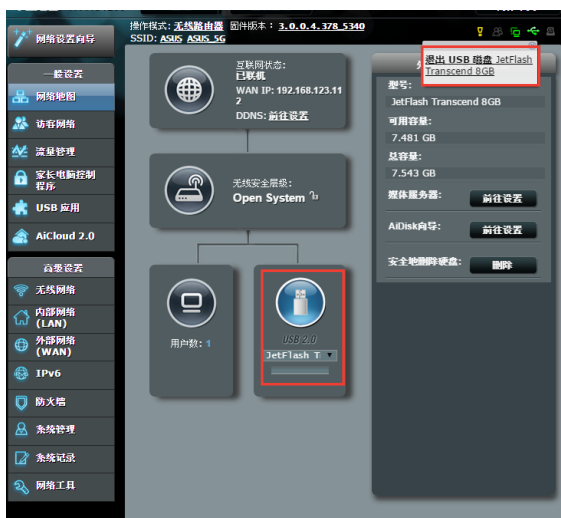 网络设置向导
操作模式: 无线路由器 固件版本: 3.0.0.4.378_5340
SSID: ASUS ASUS_5G
一般设置
网络地图
访客网络
流量管理
家长电脑控制
程序
USB 应用
AiCloud 2.0
高级设置
无线网络
内部网络
(LAN)
外部网络
(WAN)
IPv6
防火墙
系统管理
系统记录
网络工具
互联网状态:
已联机
WAN IP: 192.168.123.11
2
DDNS: 前往设置
无线安全层级:
Open System
用户数: 1
USB 2.0
JetFlash T
退出 USB 磁盘 JetFlash
Transcend 8GB
型号:
JetFlash Transcend 8GB
可用容量:
7.481 GB
总容量:
7.543 GB
媒体服务器: 前往设置
AiDisk向导: 前往设置
安全地删除硬盘: 删除